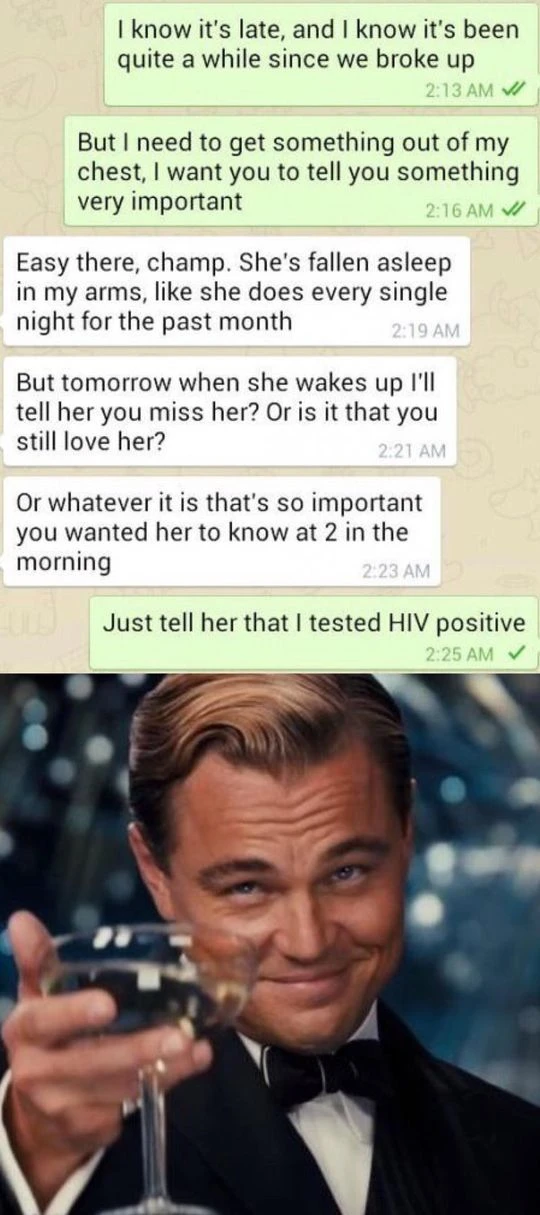 I know it's late, and I know it's been
quite a while since we broke up
2:13 AM
But I need to get something out of my
chest, I want you to tell you something
very important
2:16 AM
Easy there, champ. She's fallen asleep
in my arms, like she does every single
night for the past month
2:19 AM
But tomorrow when she wakes up I'll
tell her you miss her? Or is it that you
still love her?
2:21 AM
Or whatever it is that's so important
you wanted her to know at 2 in the
morning
2:23 AM
Just tell her that I tested HIV positive
2:25 AM